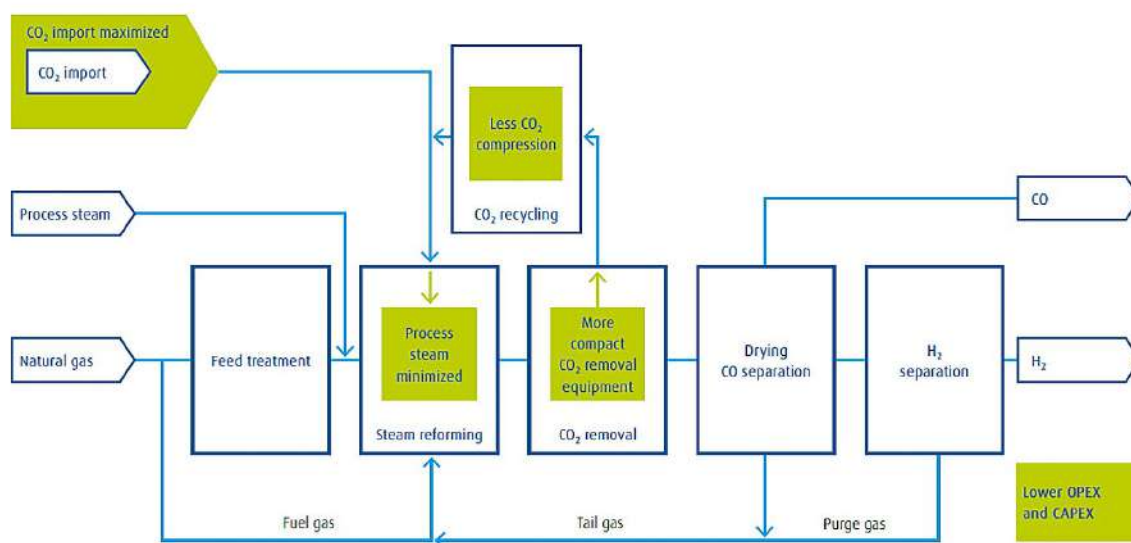 CO₂ import maximized
CO₂ import
Less CO₂
compression
CO₂ recycling
Process steam
CO
Natural gas
Feed treatment
Process
steam
minimized
Steam reforming
More
compact
CO₂ removal
equipment
CO₂ removal
Drying
CO separation
H₂
separation
H₂
Fuel gas
Tail gas
Purge gas
Lower OPEX
and CAPEX